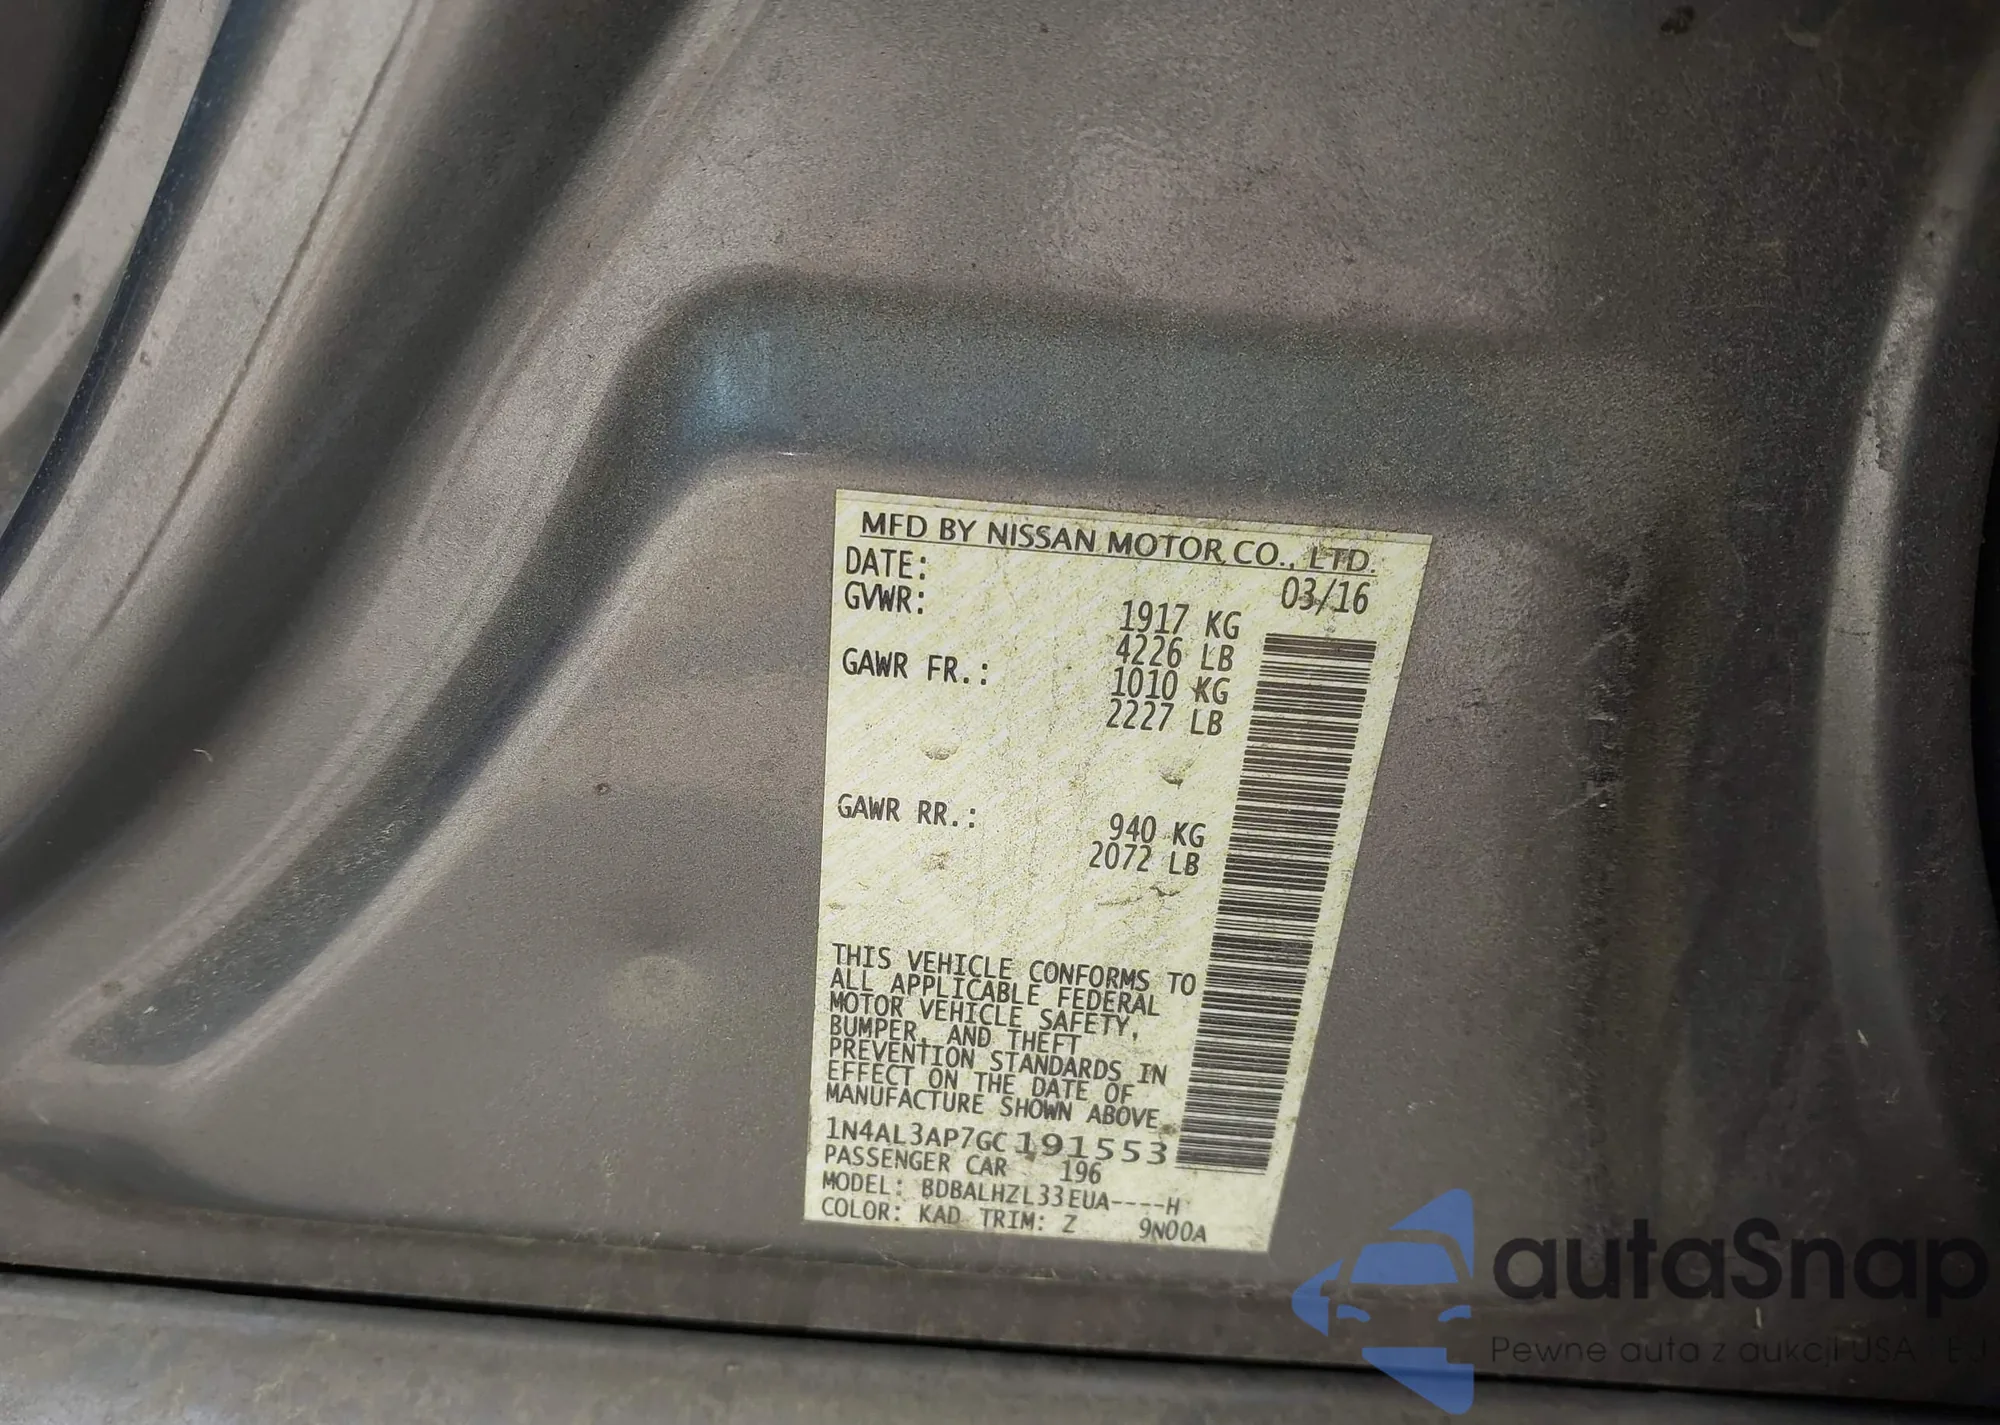 MFD BY NISSAN MOTOR CO., LTD.
DATE: 03/16
GVWR: 1917 KG
4226 LB
GAWR FR.: 1010 KG
2227 LB
GAWR RR.: 940 KG
2072 LB
THIS VEHICLE CONFORMS TO
ALL APPLICABLE FEDERAL
MOTOR VEHICLE SAFETY,
BUMPER, AND THEFT
PREVENTION STANDARDS IN
EFFECT ON THE DATE OF
MANUFACTURE SHOWN ABOVE
1N4AL3AP7GC191553
PASSENGER CAR 196
MODEL: BDBALHZL33EUA----H
COLOR: KAD TRIM: Z 9N00A
autaSnap
Pewne auta z aukcji USA i EU